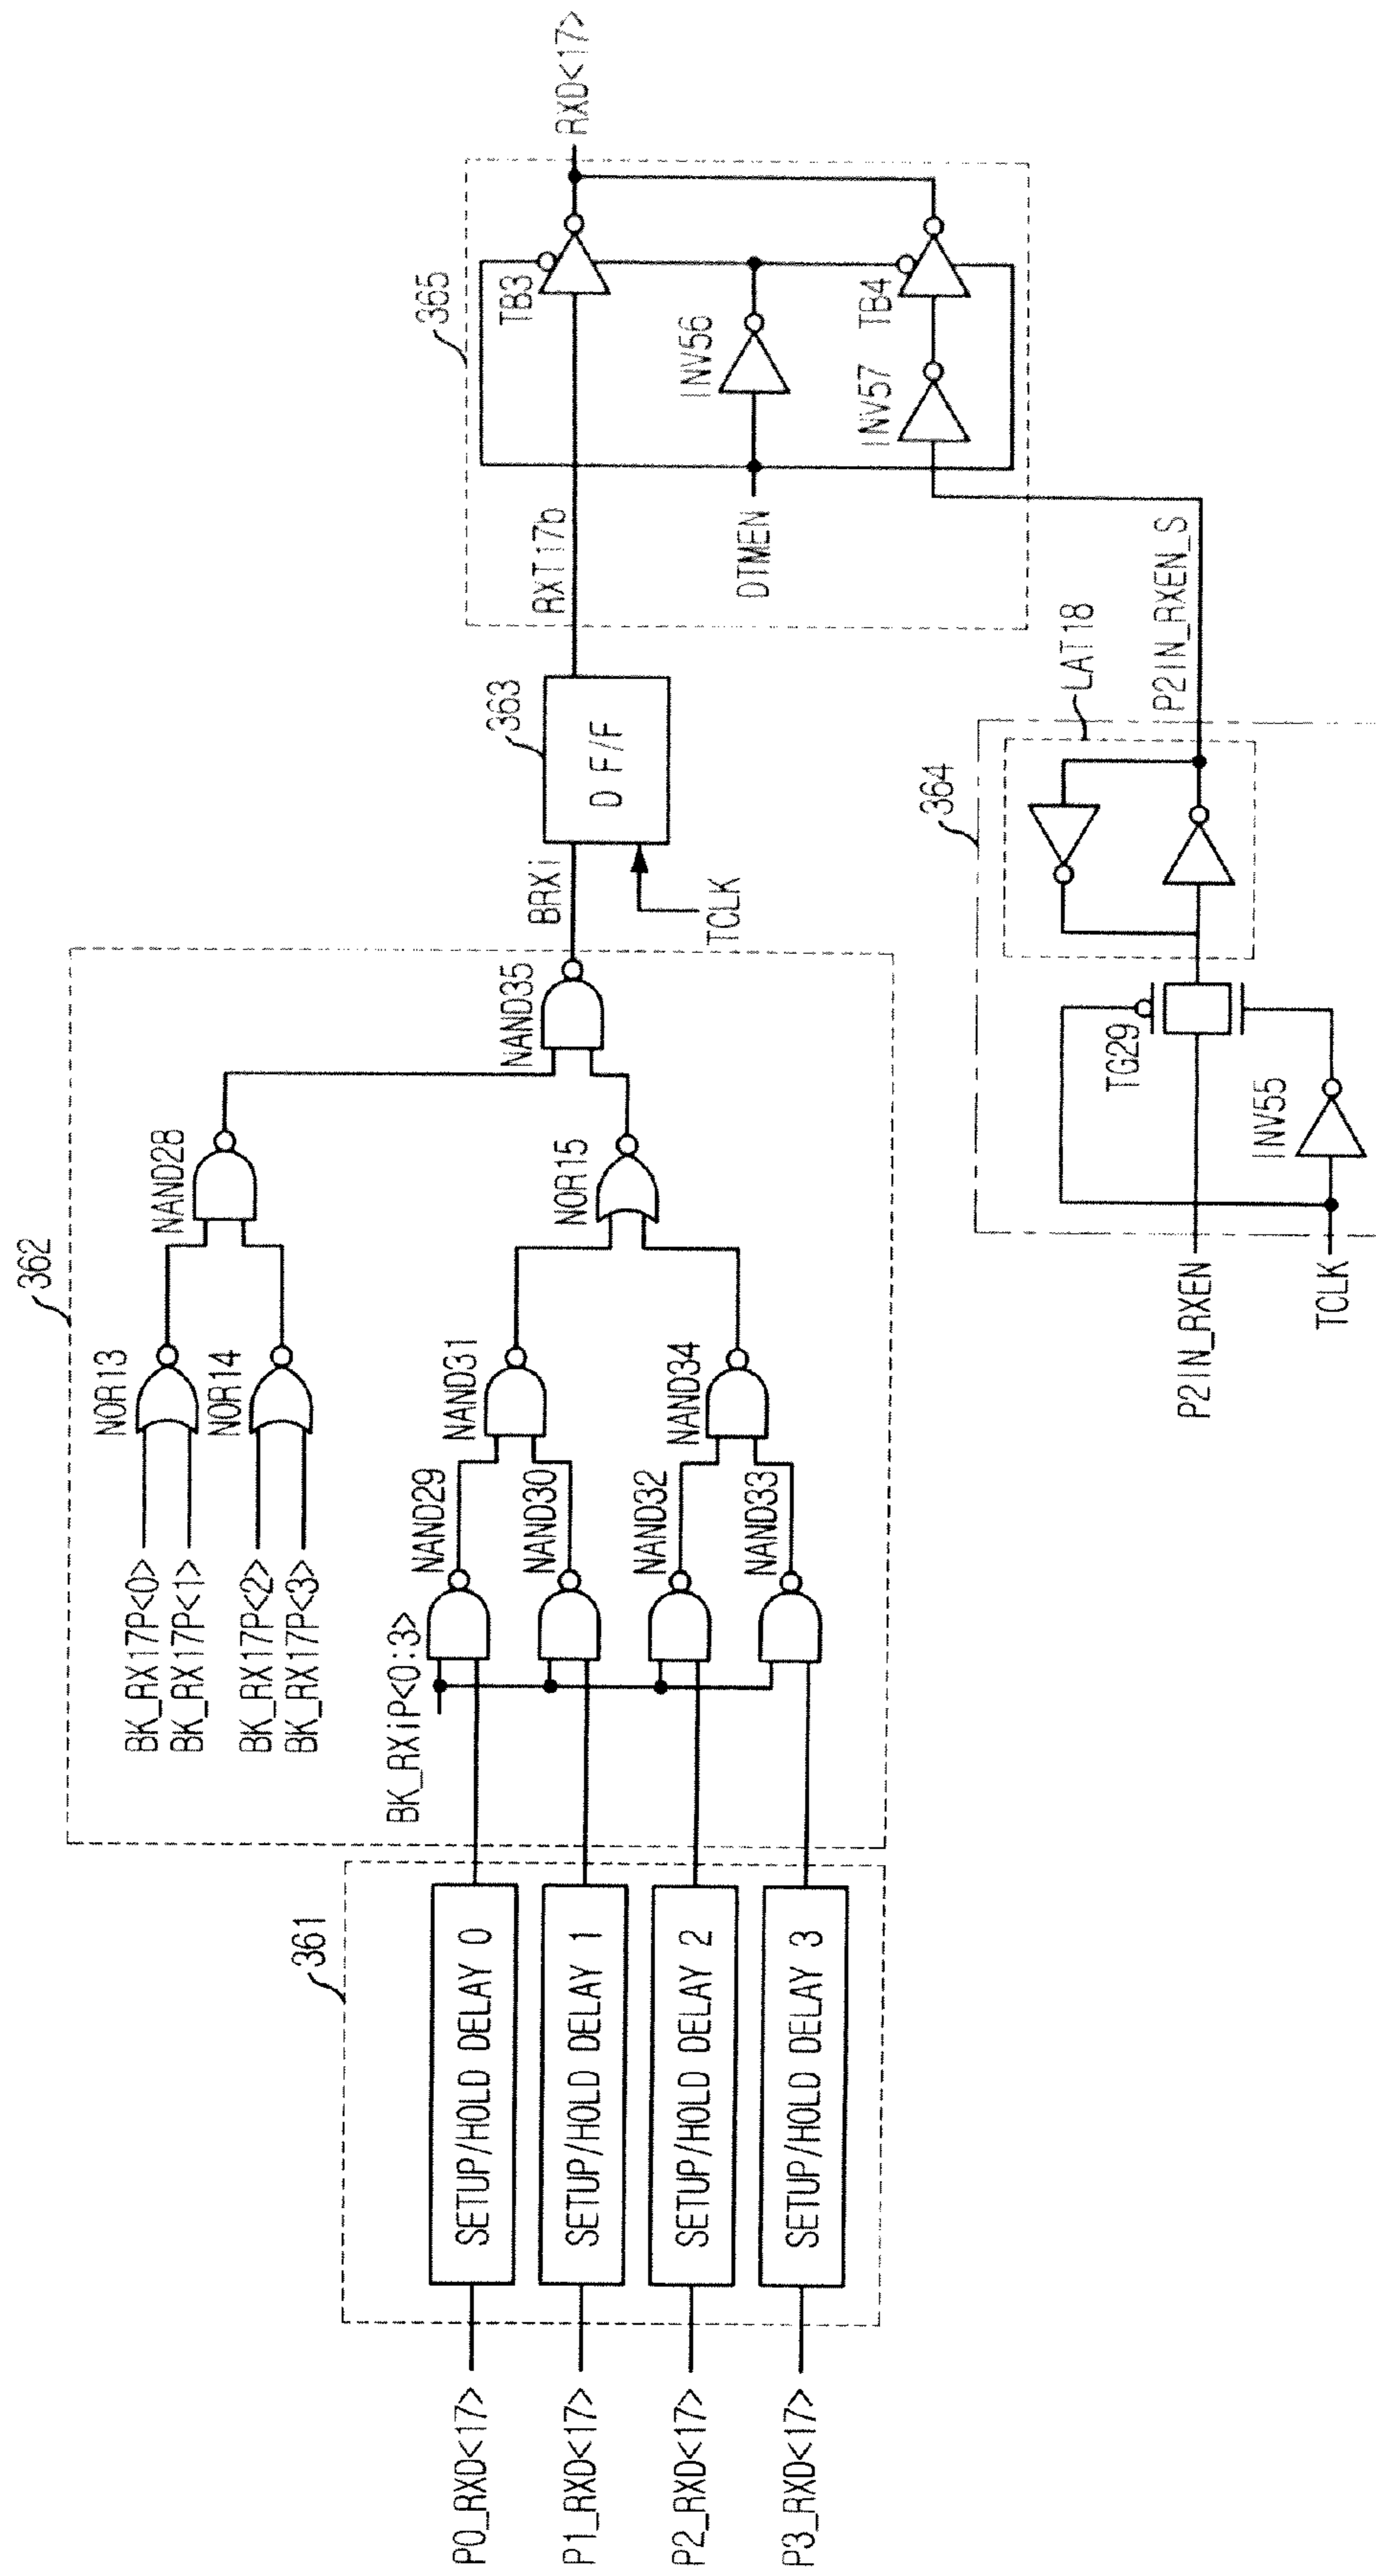 362
BK_RX17P<0>
BK_RX17P<1>
BK_RX17P<2>
BK_RX17P<3>
NOR13
NOR14
NAND28
NAND35
BK_RXiP<0:3>
NAND29
NAND30
NAND31
NAND32
NAND33
NAND34
NOR15
361
P0_RXD<17>
SETUP/HOLD DELAY 0
P1_RXD<17>
SETUP/HOLD DELAY 1
P2_RXD<17>
SETUP/HOLD DELAY 2
P3_RXD<17>
SETUP/HOLD DELAY 3
BRXi
363
D F/F
TCLK
RXT17b
365
TB3
RXD<17>
DTMEN
INV56
INV57
TB4
364
LAT18
P2IN_RXEN_S
TG29
P2IN_RXEN
INV55
TCLK